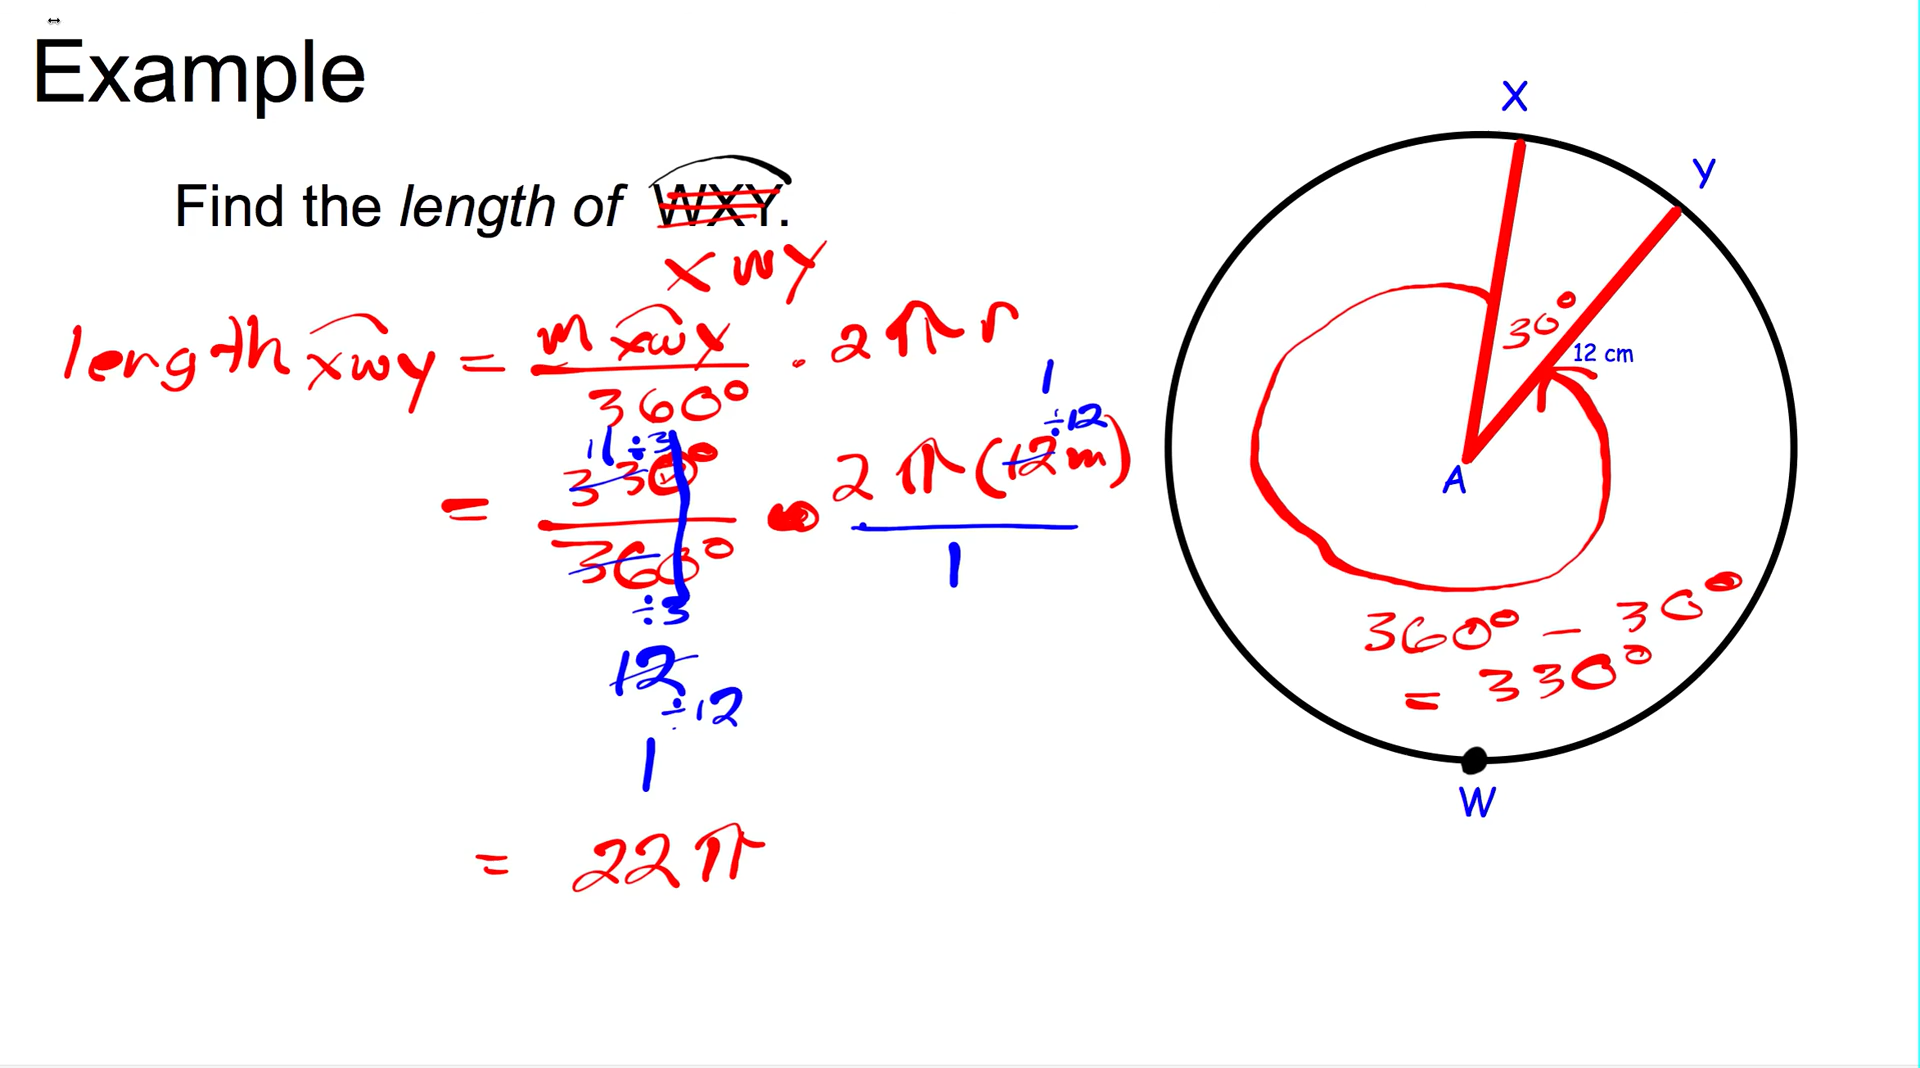 Example
Find the length of WXY.
XWY
length XWY = m XWY / 360° · 2πr
= 330° / 360° · 2π(12m) / 1
11 ÷3
÷12
1
÷3
12
÷12
1
= 22π
X
Y
30°
12 cm
A
360° - 30°
= 330°
W